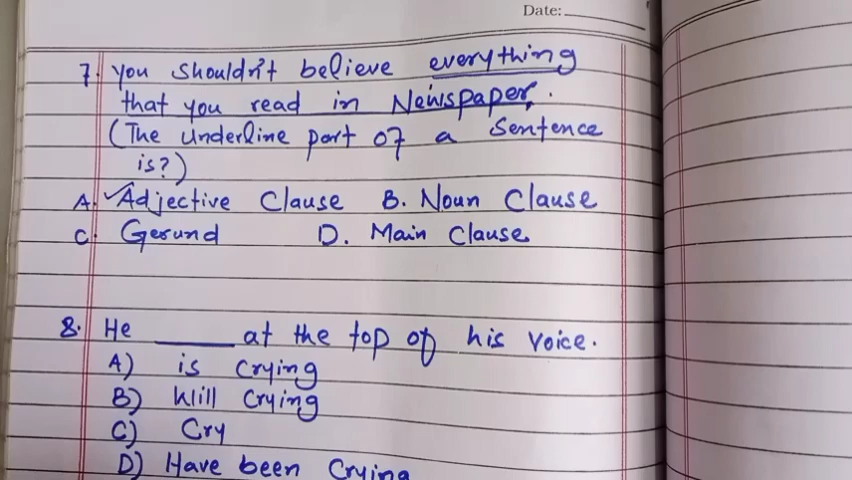 Date:
7. You shouldn't believe everything
that you read in Newspaper.
(The underline part of a sentence
is?)
A. ✓Adjective Clause B. Noun Clause
C. Gerund D. Main Clause
8. He ______ at the top of his voice.
A) is crying
B) Will crying
C) Cry
D) Have been Crying